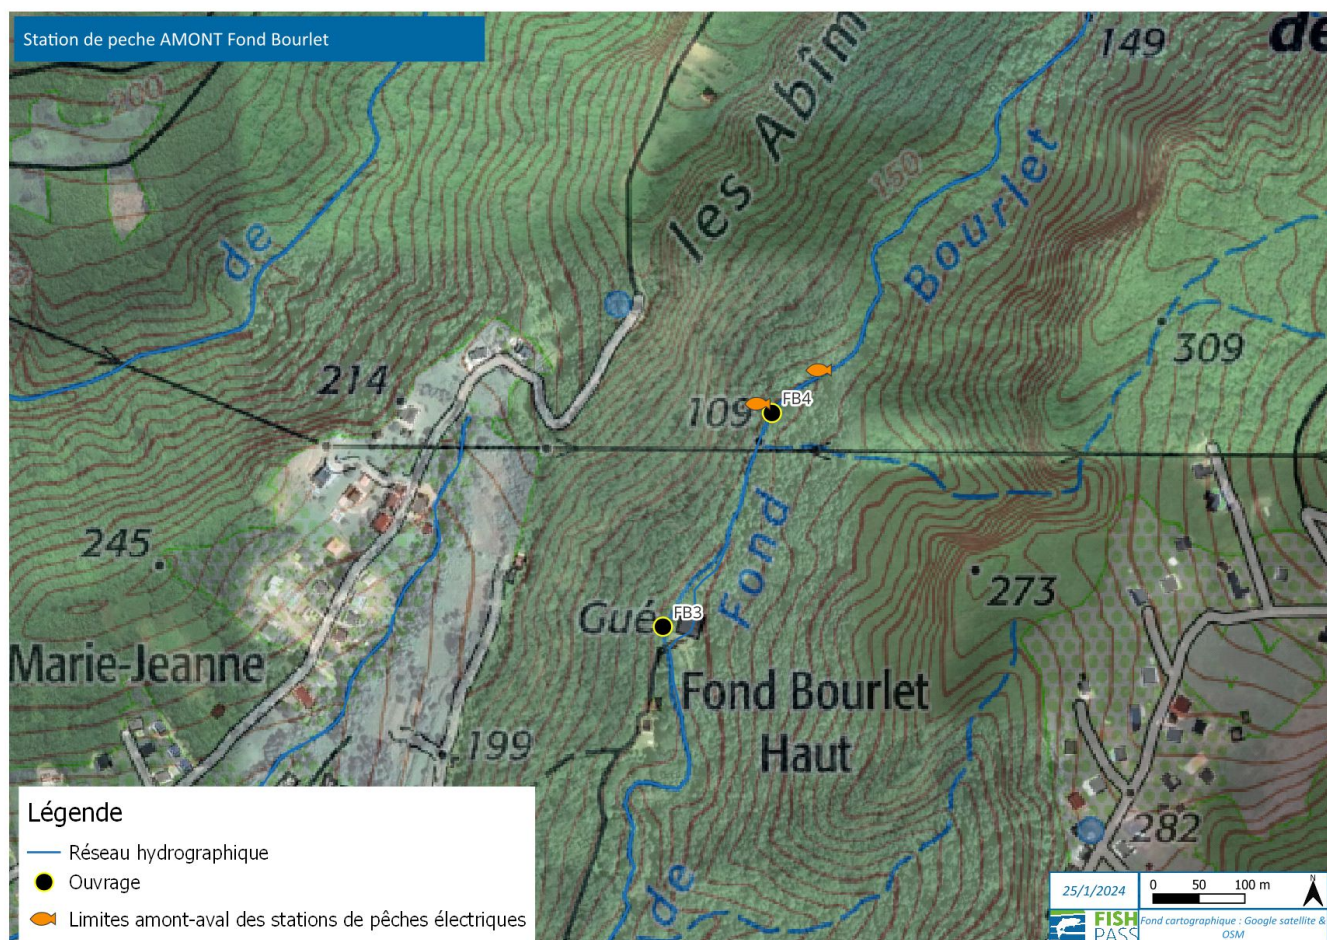 Station de peche AMONT Fond Bourlet
149
de
les Abîm
200
150
Bourlet
de
309
214
FB4
109
Fond
245
273
Gué
FB3
Marie-Jeanne
Fond Bourlet
Haut
199
282
de
Légende
Réseau hydrographique
Ouvrage
Limites amont-aval des stations de pêches électriques
25/1/2024
0 50 100 m
N
FISH
PASS
Fond cartographique : Google satellite &
OSM